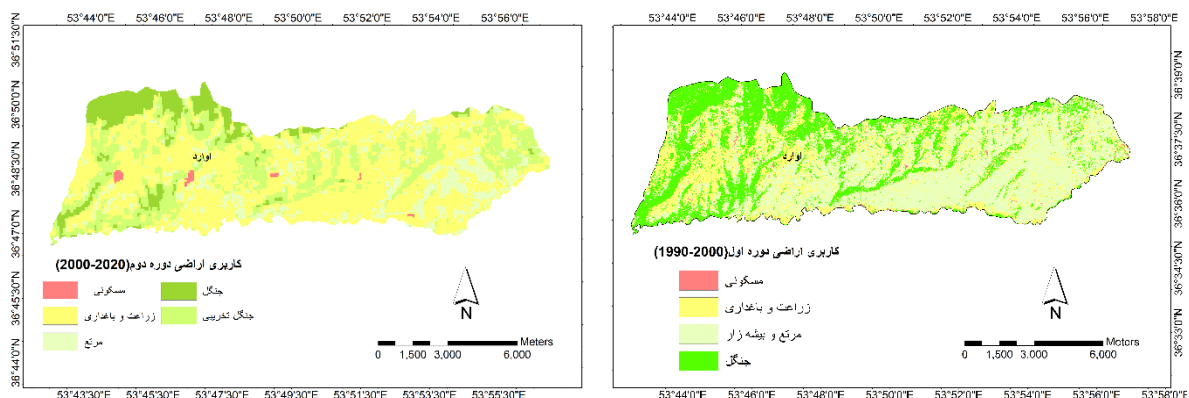 53°44'0"E 53°46'0"E 53°48'0"E 53°50'0"E 53°52'0"E 53°54'0"E 53°56'0"E
36°51'30"N
36°50'0"N
36°48'30"N
36°47'0"N
36°45'30"N
36°44'0"N
اوارد
کاربری اراضی دوره دوم(2000-2020)
مسکونی
جنگل
زراعت و باغداری
جنگل تخریبی
مرتع
N
Meters
0 1,500 3,000 6,000
53°43'30"E 53°45'30"E 53°47'30"E 53°49'30"E 53°51'30"E 53°53'30"E 53°55'30"E
53°44'0"E 53°46'0"E 53°48'0"E 53°50'0"E 53°52'0"E 53°54'0"E 53°56'0"E 53°58'0"E
36°39'0"N
36°37'30"N
36°36'0"N
36°34'30"N
36°33'0"N
اوارد
کاربری اراضی دوره اول(1990-2000)
مسکونی
زراعت و باغداری
مرتع و بیشه زار
جنگل
N
Meters
0 1,500 3,000 6,000
53°44'0"E 53°46'0"E 53°48'0"E 53°50'0"E 53°52'0"E 53°54'0"E 53°56'0"E 53°58'0"E